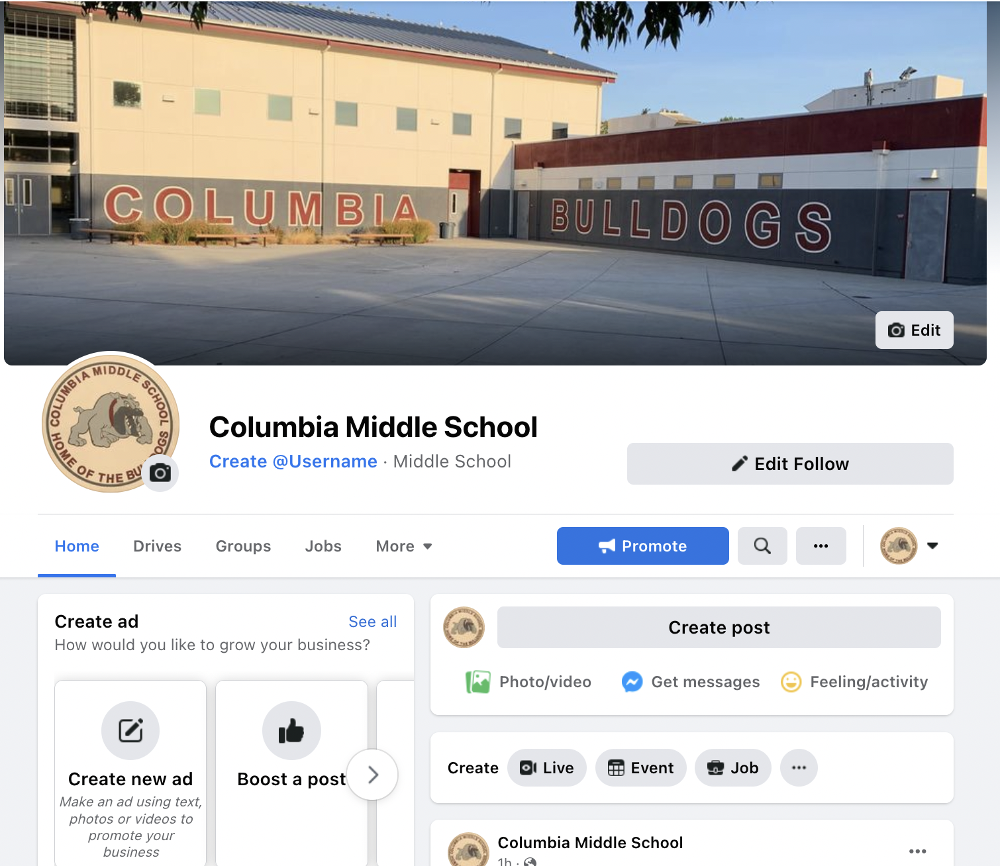 COLUMBIA
BULLDOGS
Edit
COLUMBIA MIDDLE SCHOOL
HOME OF THE BU DOGS
Columbia Middle School
Create @Username · Middle School
Edit Follow
Home
Drives
Groups
Jobs
More
Promote
Create ad
See all
How would you like to grow your business?
Create new ad
Make an ad using text,
photos or videos to
promote your
business
Boost a post
Create post
Photo/video
Get messages
Feeling/activity
Create
Live
Event
Job
Columbia Middle School
1h ·